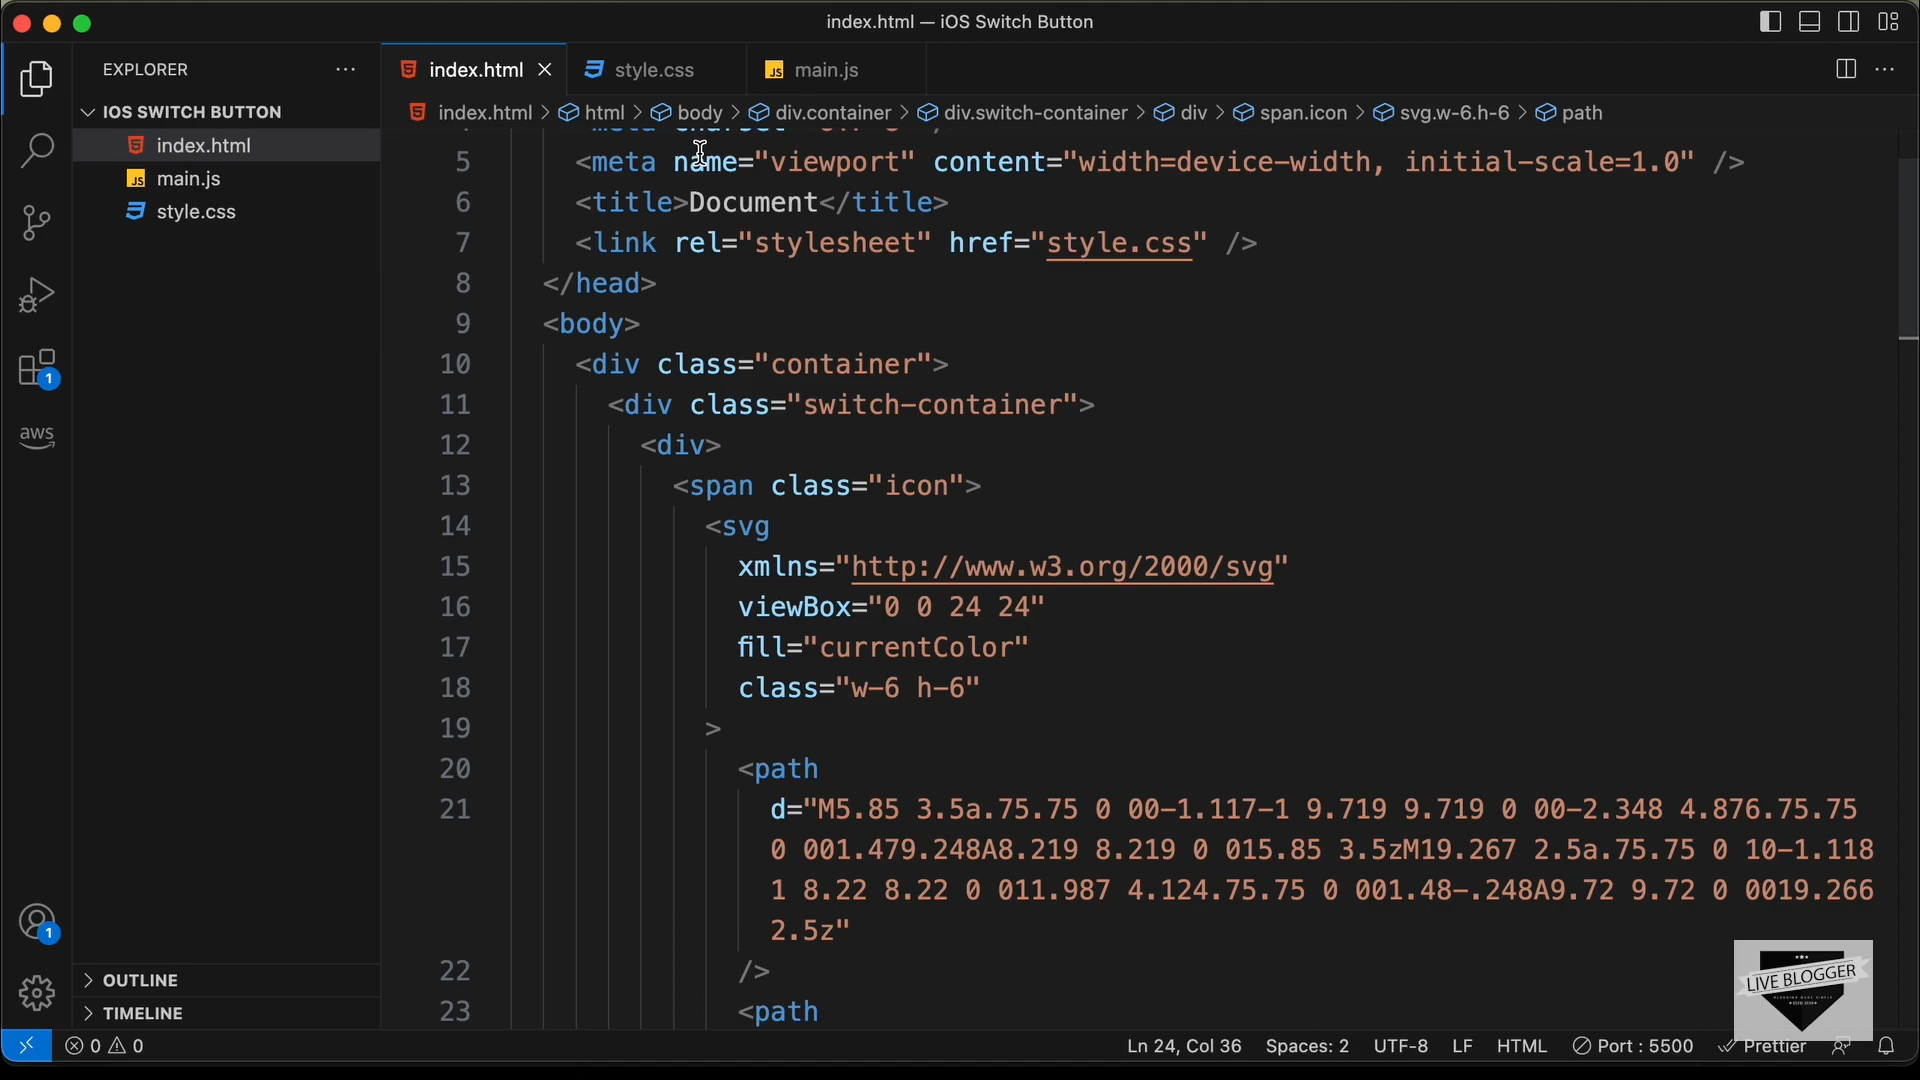 index.html — iOS Switch Button
EXPLORER
index.html
style.css
JS main.js
IOS SWITCH BUTTON
index.html > html > body > div.container > div.switch-container > div > span.icon > svg.w-6.h-6 > path
index.html
JS main.js
style.css
5 <meta name="viewport" content="width=device-width, initial-scale=1.0" />
6 <title>Document</title>
7 <link rel="stylesheet" href="style.css" />
8 </head>
9 <body>
10 <div class="container">
11 <div class="switch-container">
12 <div>
13 <span class="icon">
14 <svg
15 xmlns="http://www.w3.org/2000/svg"
16 viewBox="0 0 24 24"
17 fill="currentColor"
18 class="w-6 h-6"
19 >
20 <path
21 d="M5.85 3.5a.75.75 0 00-1.117-1 9.719 9.719 0 00-2.348 4.876.75.75
0 001.479.248A8.219 8.219 0 015.85 3.5zM19.267 2.5a.75.75 0 10-1.118
1 8.22 8.22 0 011.987 4.124.75.75 0 001.48-.248A9.72 9.72 0 0019.266
2.5z"
22 />
23 <path
1
aws
1
OUTLINE
TIMELINE
LIVE BLOGGER
0 0
Ln 24, Col 36
Spaces: 2
UTF-8
LF
HTML
Port : 5500
Prettier